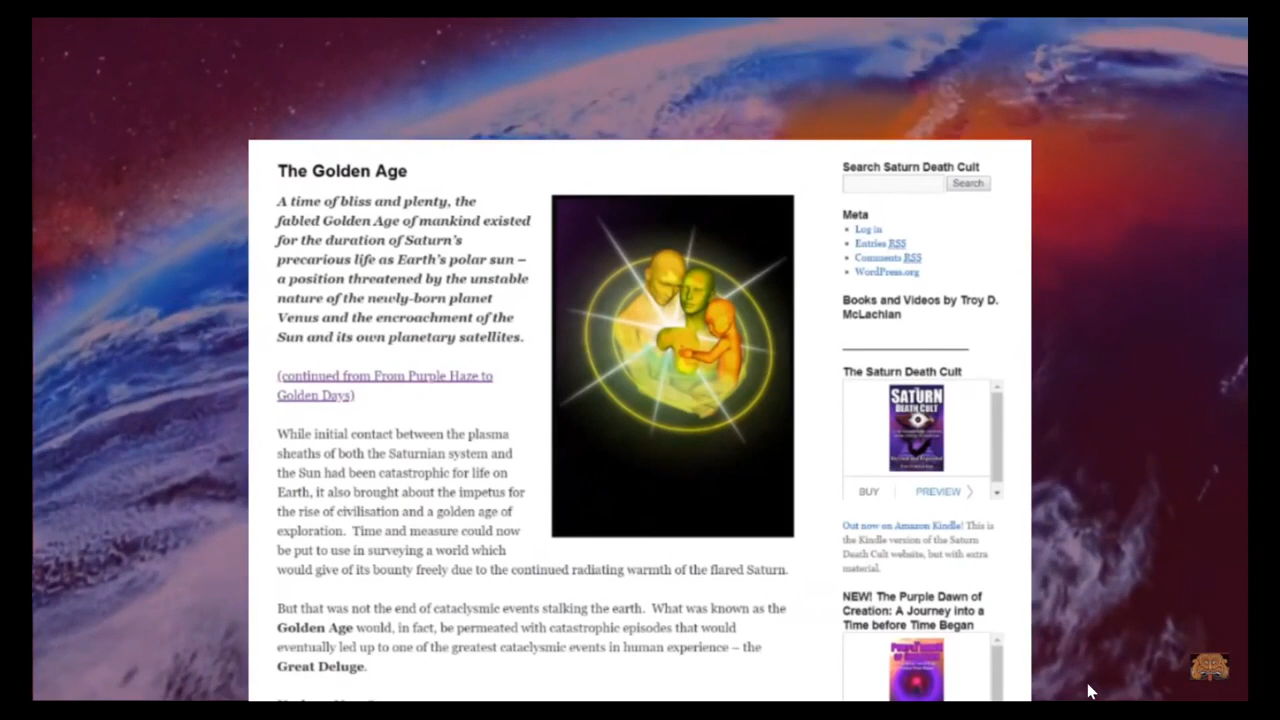 The Golden Age
A time of bliss and plenty, the
fabled Golden Age of mankind existed
for the duration of Saturn's
precarious life as Earth's polar sun –
a position threatened by the unstable
nature of the newly-born planet
Venus and the encroachment of the
Sun and its own planetary satellites.
(continued from From Purple Haze to
Golden Days)
While initial contact between the plasma
sheaths of both the Saturnian system and
the Sun had been catastrophic for life on
Earth, it also brought about the impetus for
the rise of civilisation and a golden age of
exploration. Time and measure could now
be put to use in surveying a world which
would give of its bounty freely due to the continued radiating warmth of the flared Saturn.
But that was not the end of cataclysmic events stalking the earth. What was known as the
Golden Age would, in fact, be permeated with catastrophic episodes that would
eventually led up to one of the greatest cataclysmic events in human experience – the
Great Deluge.
Search Saturn Death Cult
Search
Meta
Log in
Entries RSS
Comments RSS
WordPress.org
Books and Videos by Troy D.
McLachlan
The Saturn Death Cult
SATURN
DEATH CULT
BUY PREVIEW
Out now on Amazon Kindle! This is
the Kindle version of the Saturn
Death Cult website, but with extra
material.
NEW! The Purple Dawn of
Creation: A Journey into a
Time before Time Began